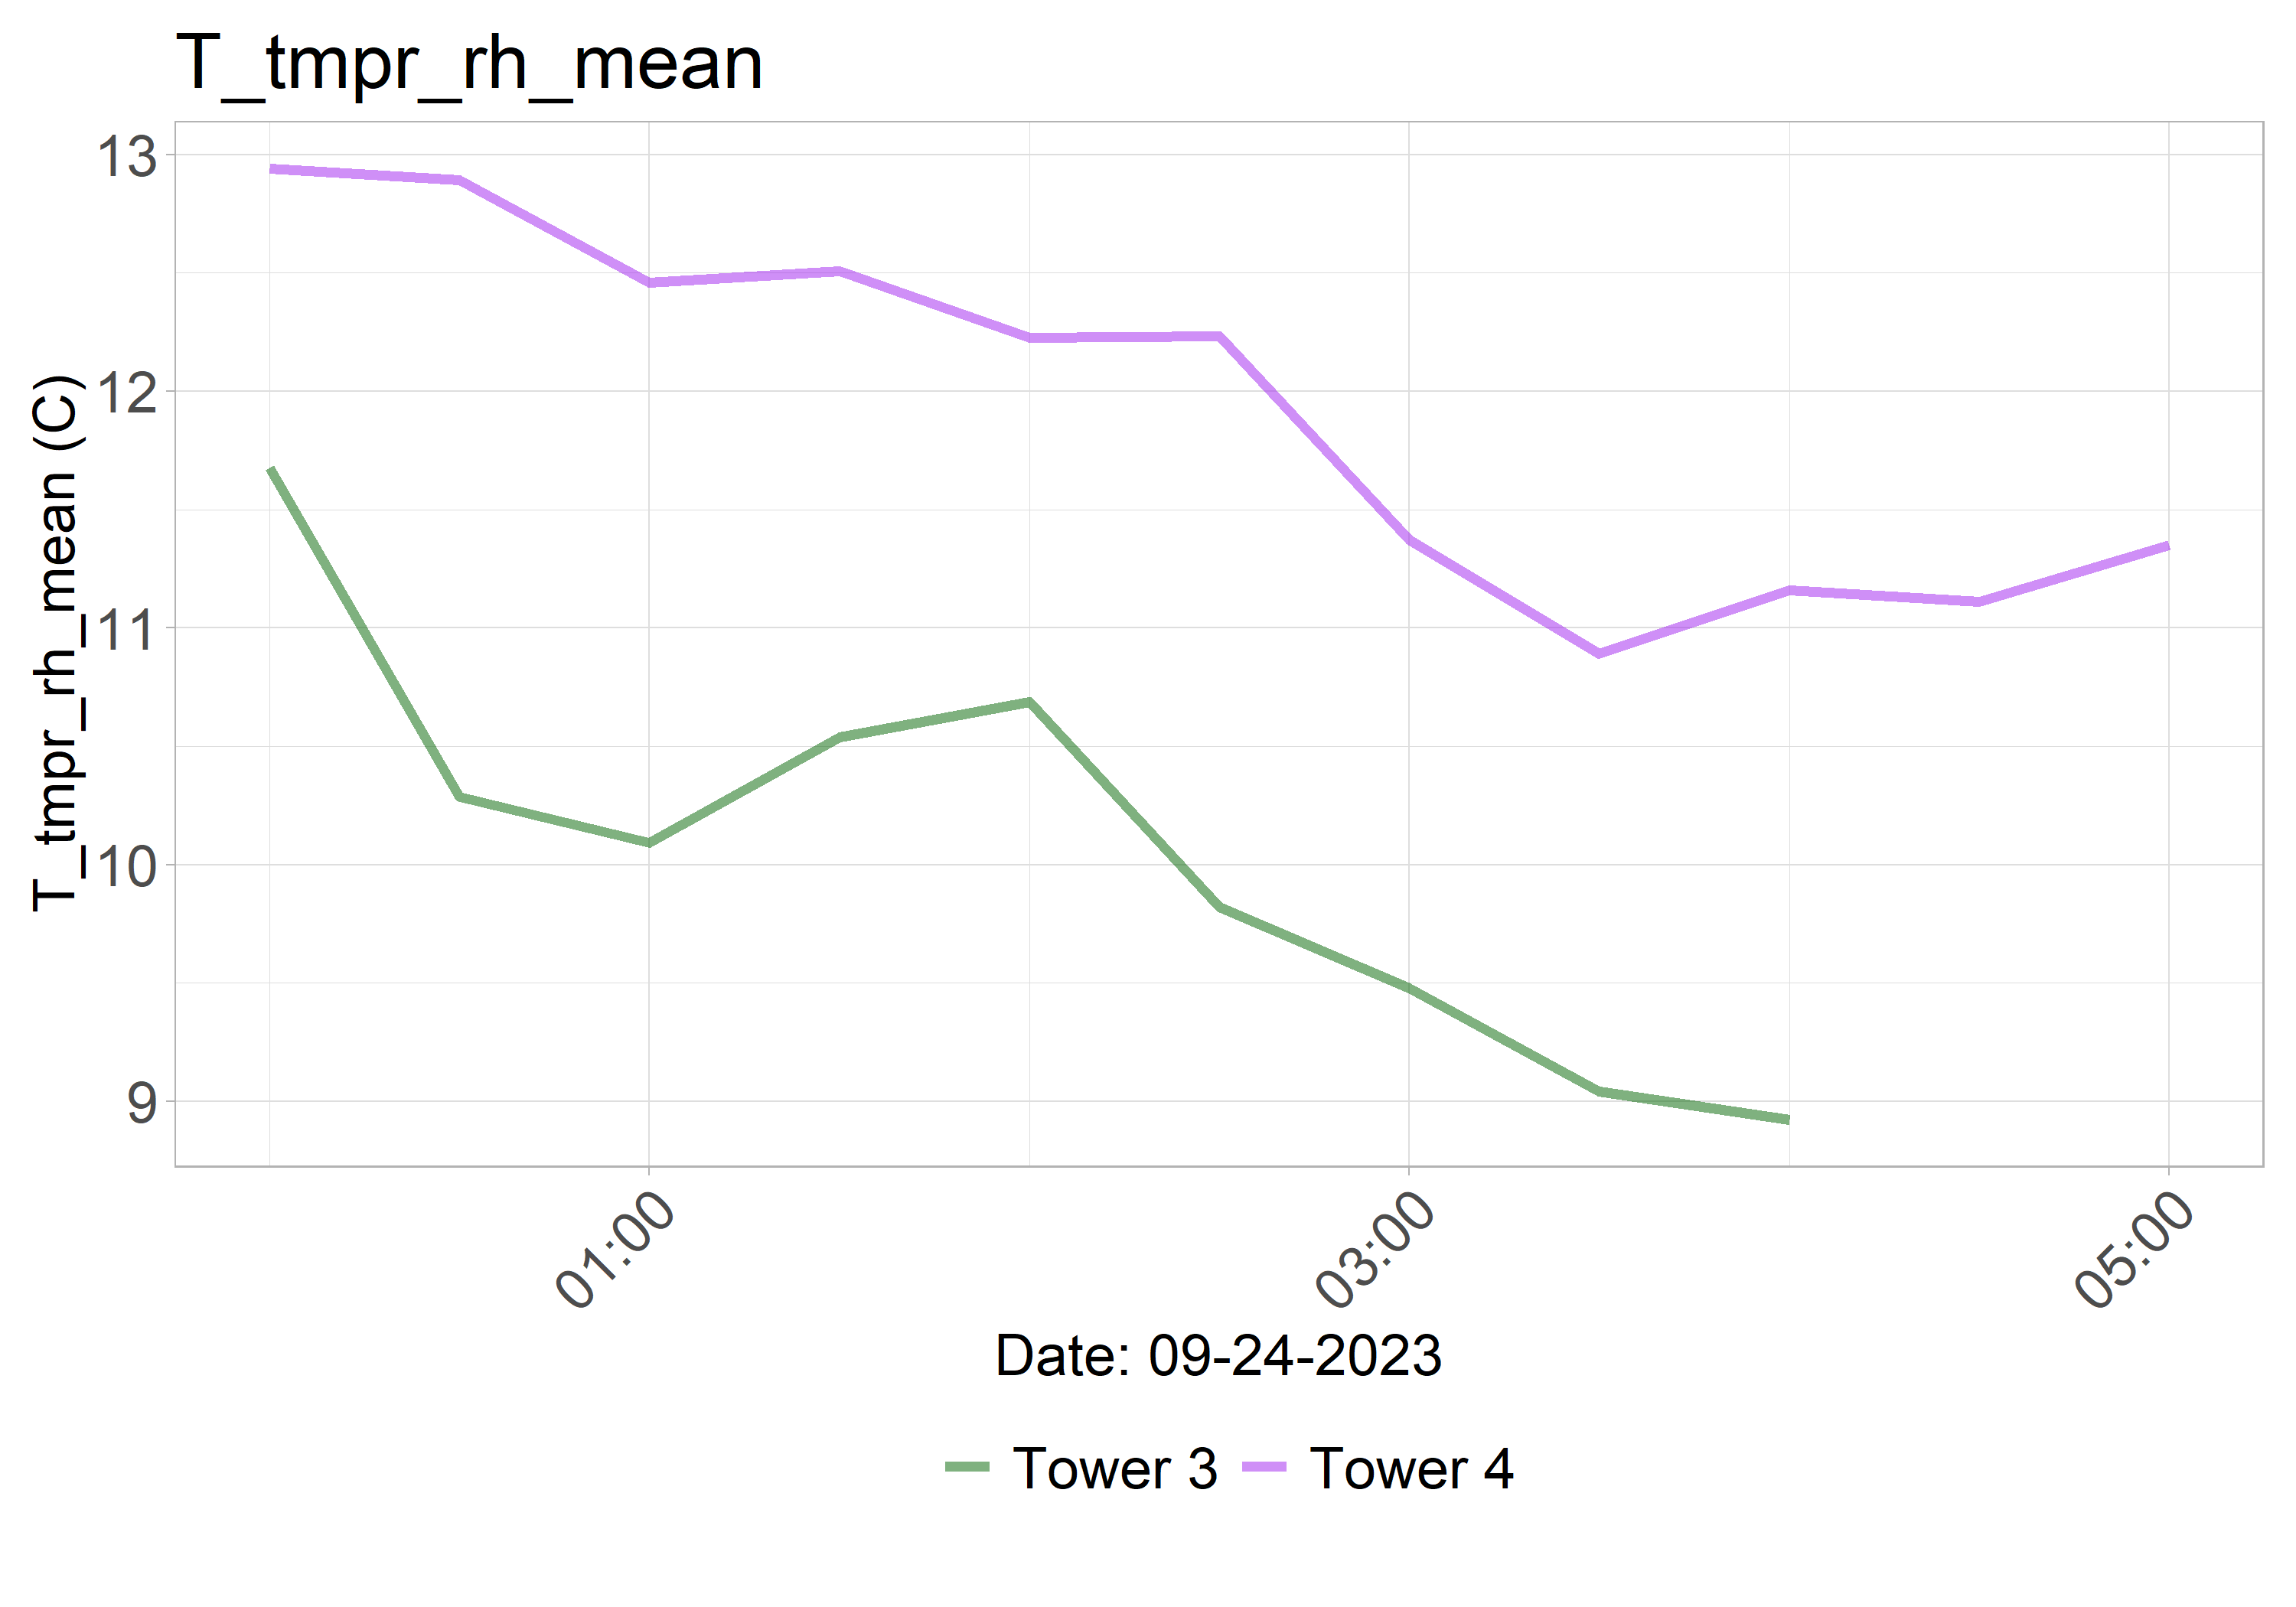 T_tmpr_rh_mean
T_tmpr_rh_mean (C)
13
12
11
10
9
01:00
03:00
05:00
Date: 09-24-2023
Tower 3
Tower 4